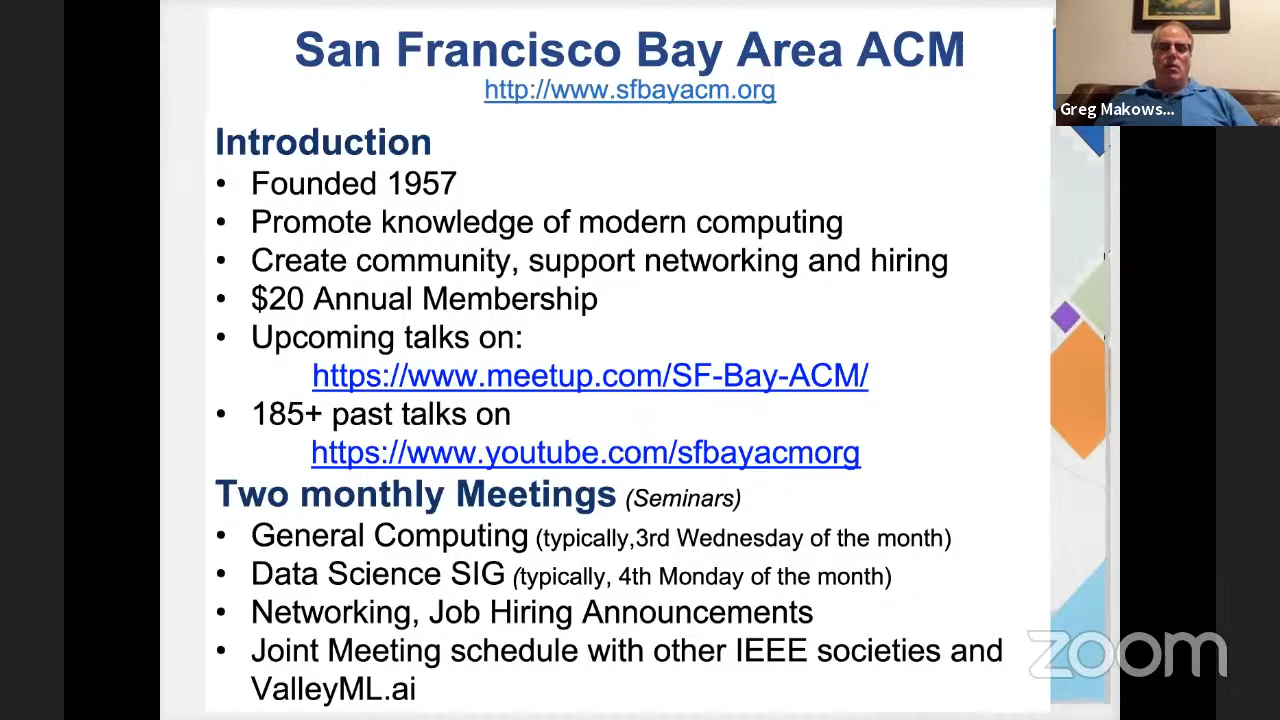 San Francisco Bay Area ACM
http://www.sfbayacm.org
Greg Makows...
Introduction
• Founded 1957
• Promote knowledge of modern computing
• Create community, support networking and hiring
• $20 Annual Membership
• Upcoming talks on:
https://www.meetup.com/SF-Bay-ACM/
• 185+ past talks on
https://www.youtube.com/sfbayacmorg
Two monthly Meetings (Seminars)
• General Computing (typically,3rd Wednesday of the month)
• Data Science SIG (typically, 4th Monday of the month)
• Networking, Job Hiring Announcements
• Joint Meeting schedule with other IEEE societies and
ValleyML.ai
zoom